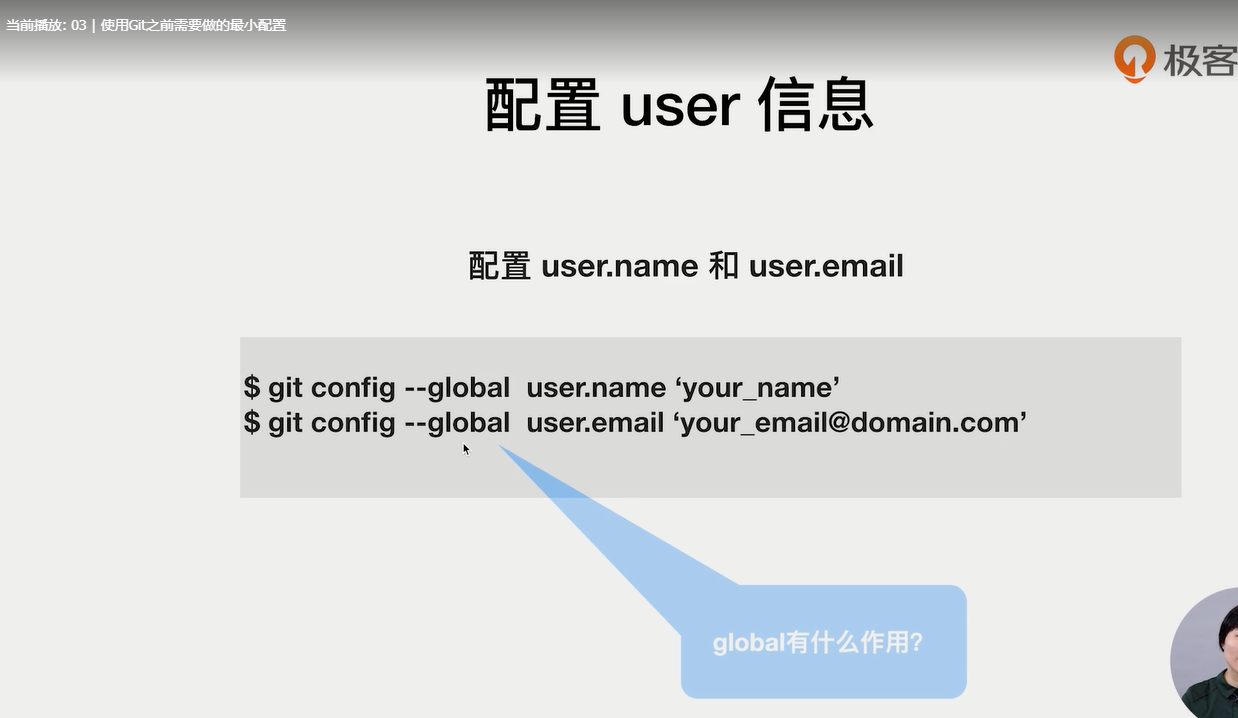 当前播放: 03 | 使用Git之前需要做的最小配置
极客
配置 user 信息
配置 user.name 和 user.email
$ git config --global  user.name ‘your_name’
$ git config --global  user.email ‘your_email@domain.com’
global有什么作用?